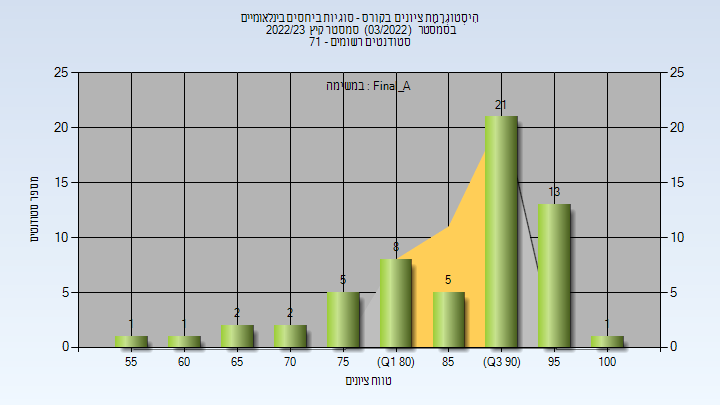 היסטוגרמת ציונים בקורס - סוגיות ביחסים בינלאומיים
בסמסטר (03/2022) סמסטר קיץ 2022/23
סטודנטים רשומים - 71
במשימה : Final_A
מספר סטודנטים
25 25
20 20
15 15
10 10
5 5
0 0
1 1 2 2 5 8 5 21 13 1
55 60 65 70 75 (Q1 80) 85 (Q3 90) 95 100
טווח ציונים